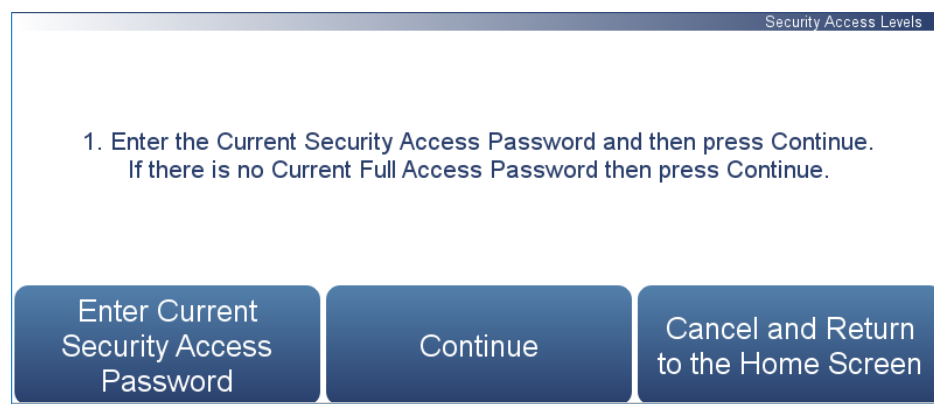 Security Access Levels
1. Enter the Current Security Access Password and then press Continue.
If there is no Current Full Access Password then press Continue.
Enter Current
Security Access
Password
Continue
Cancel and Return
to the Home Screen